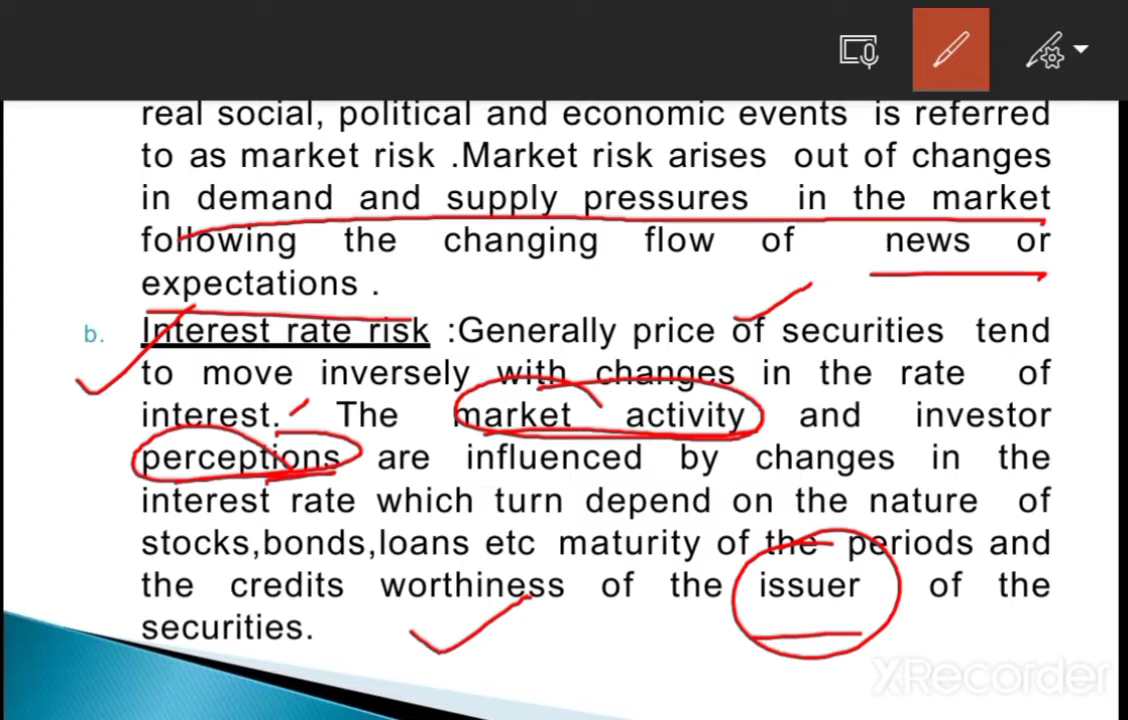 real social, political and economic events is referred
to as market risk .Market risk arises out of changes
in demand and supply pressures in the market
following the changing flow of news or
expectations .
b. Interest rate risk :Generally price of securities tend
to move inversely with changes in the rate of
interest. The market activity and investor
perceptions are influenced by changes in the
interest rate which turn depend on the nature of
stocks,bonds,loans etc maturity of the periods and
the credits worthiness of the issuer of the
securities.
XRecorder